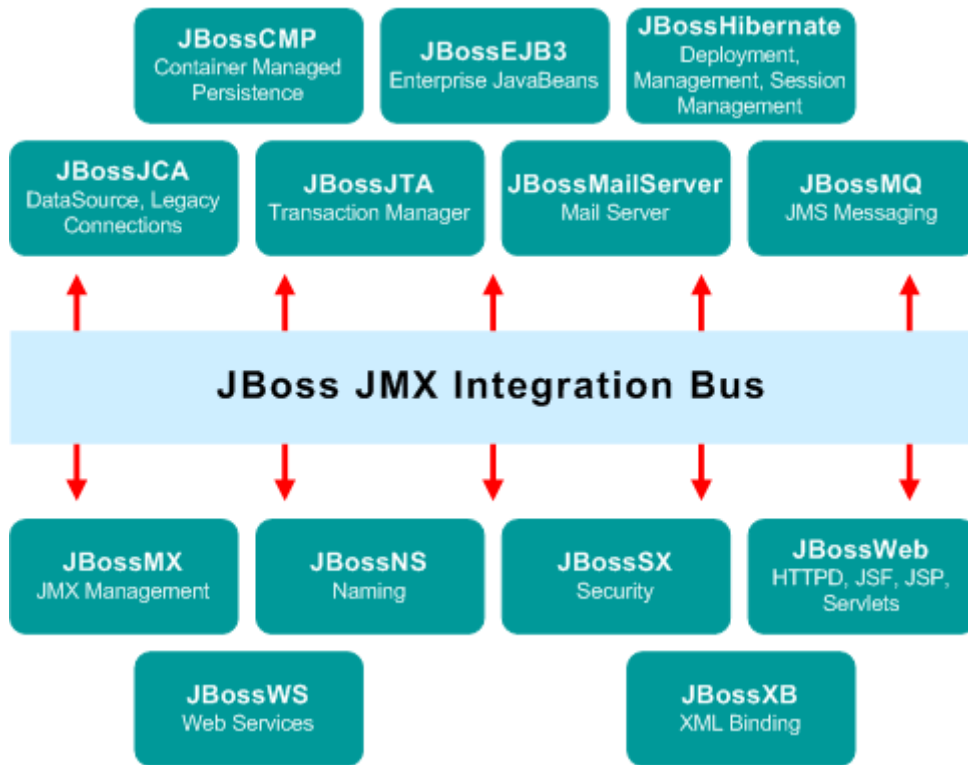 JBossCMP
Container Managed
Persistence
JBossEJB3
Enterprise JavaBeans
JBossHibernate
Deployment,
Management, Session
Management
JBossJCA
DataSource, Legacy
Connections
JBossJTA
Transaction Manager
JBossMailServer
Mail Server
JBossMQ
JMS Messaging
JBoss JMX Integration Bus
JBossMX
JMX Management
JBossNS
Naming
JBossSX
Security
JBossWeb
HTTPD, JSF, JSP,
Servlets
JBossWS
Web Services
JBossXB
XML Binding